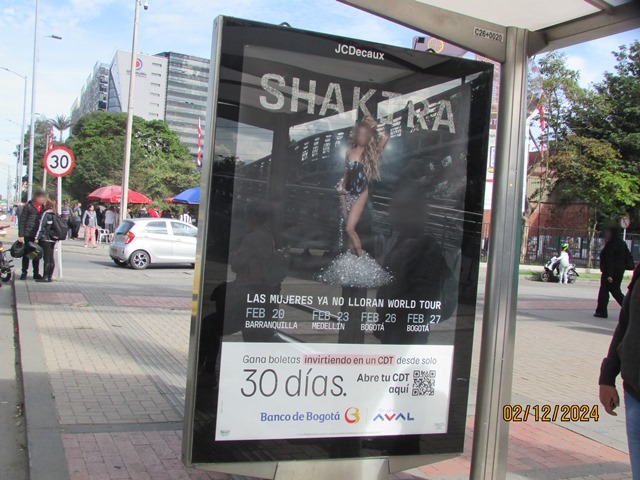 JCDecaux
C26+0020
SHAKIRA
30
LAS MUJERES YA NO LLORAN WORLD TOUR
FEB 20 FEB 23 FEB 26 FEB 27
BARRANQUILLA MEDELLÍN BOGOTÁ BOGOTÁ
Gana boletas invirtiendo en un CDT desde solo
30 días.
Abre tu CDT
aquí
Banco de Bogotá AVAL
02/12/2024